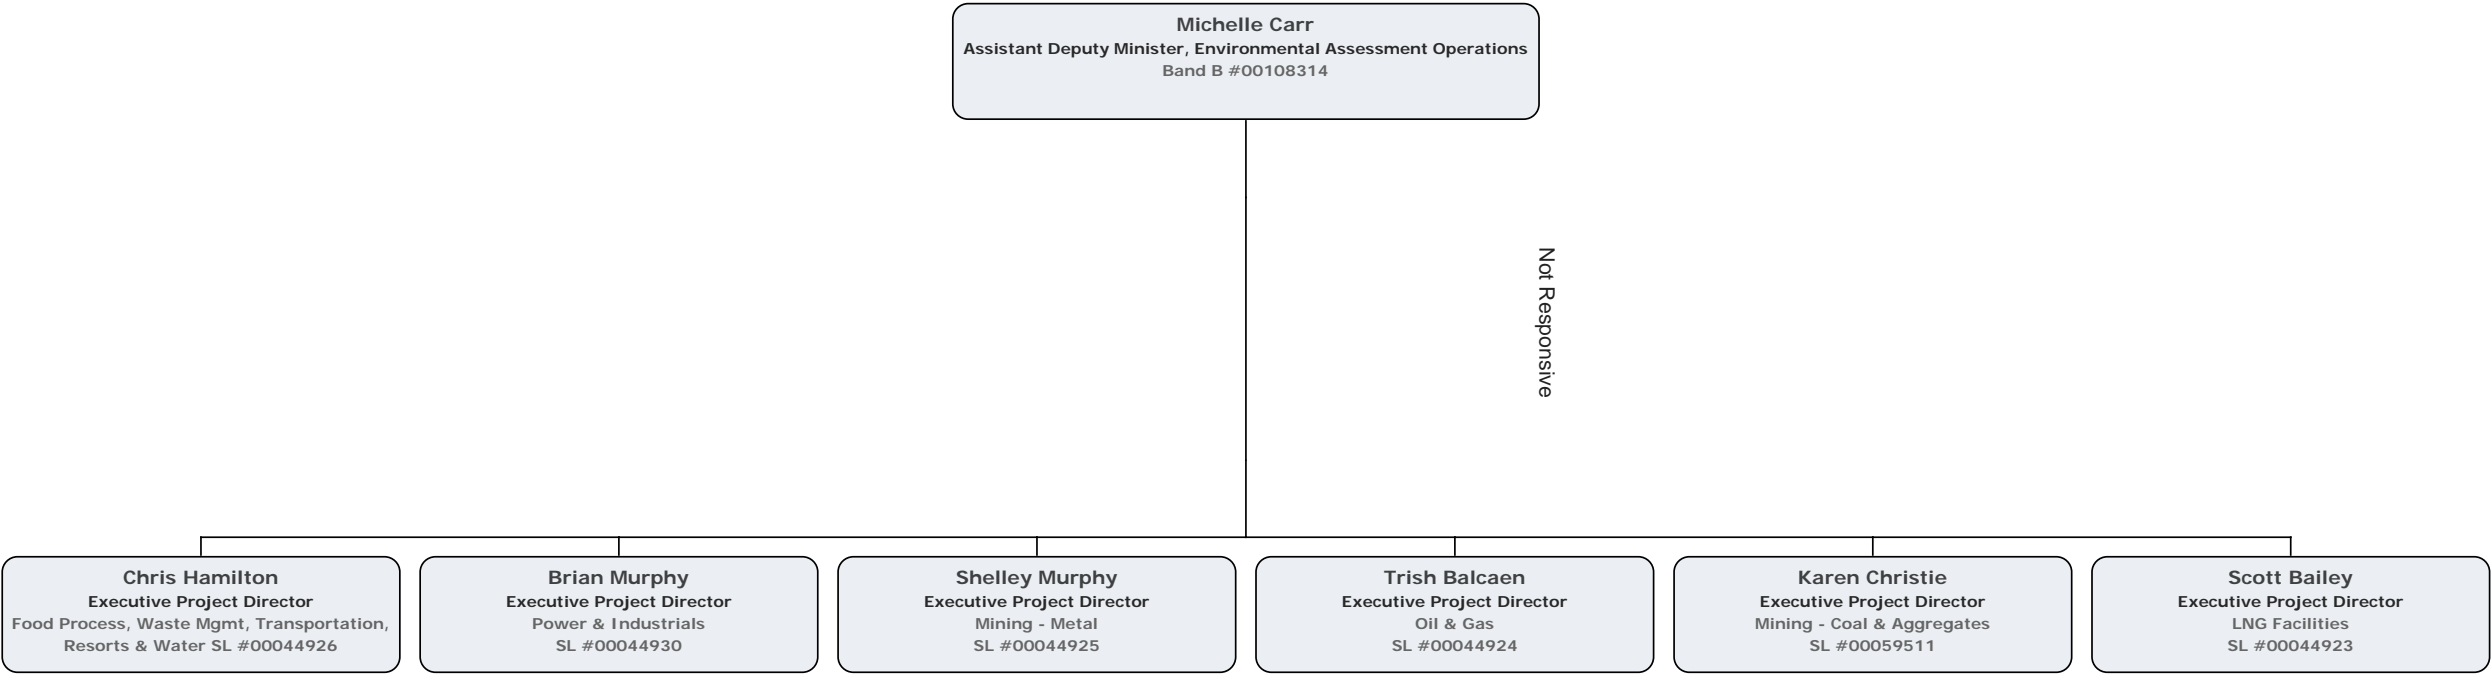 Michelle Carr
Assistant Deputy Minister, Environmental Assessment Operations
Band B #00108314
Not Responsive
Chris Hamilton
Executive Project Director
Food Process, Waste Mgmt, Transportation,
Resorts & Water SL #00044926
Brian Murphy
Executive Project Director
Power & Industrials
SL #00044930
Shelley Murphy
Executive Project Director
Mining - Metal
SL #00044925
Trish Balcaen
Executive Project Director
Oil & Gas
SL #00044924
Karen Christie
Executive Project Director
Mining - Coal & Aggregates
SL #00059511
Scott Bailey
Executive Project Director
LNG Facilities
SL #00044923